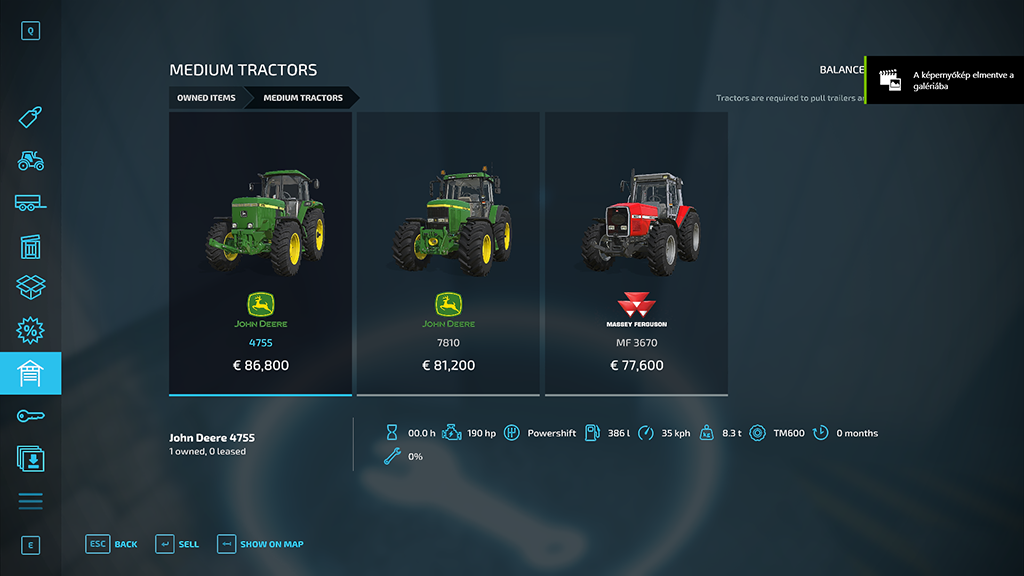 Q
MEDIUM TRACTORS
BALANCE
A képernyőkép elmentve a
galériába
OWNED ITEMS
MEDIUM TRACTORS
Tractors are required to pull trailers
JOHN DEERE
4755
€ 86,800
JOHN DEERE
7810
€ 81,200
MASSEY FERGUSON
MF 3670
€ 77,600
John Deere 4755
1 owned, 0 leased
00.0 h
190 hp
Powershift
386 l
35 kph
8.3 t
TM600
0 months
0%
E
ESC BACK
SELL
SHOW ON MAP